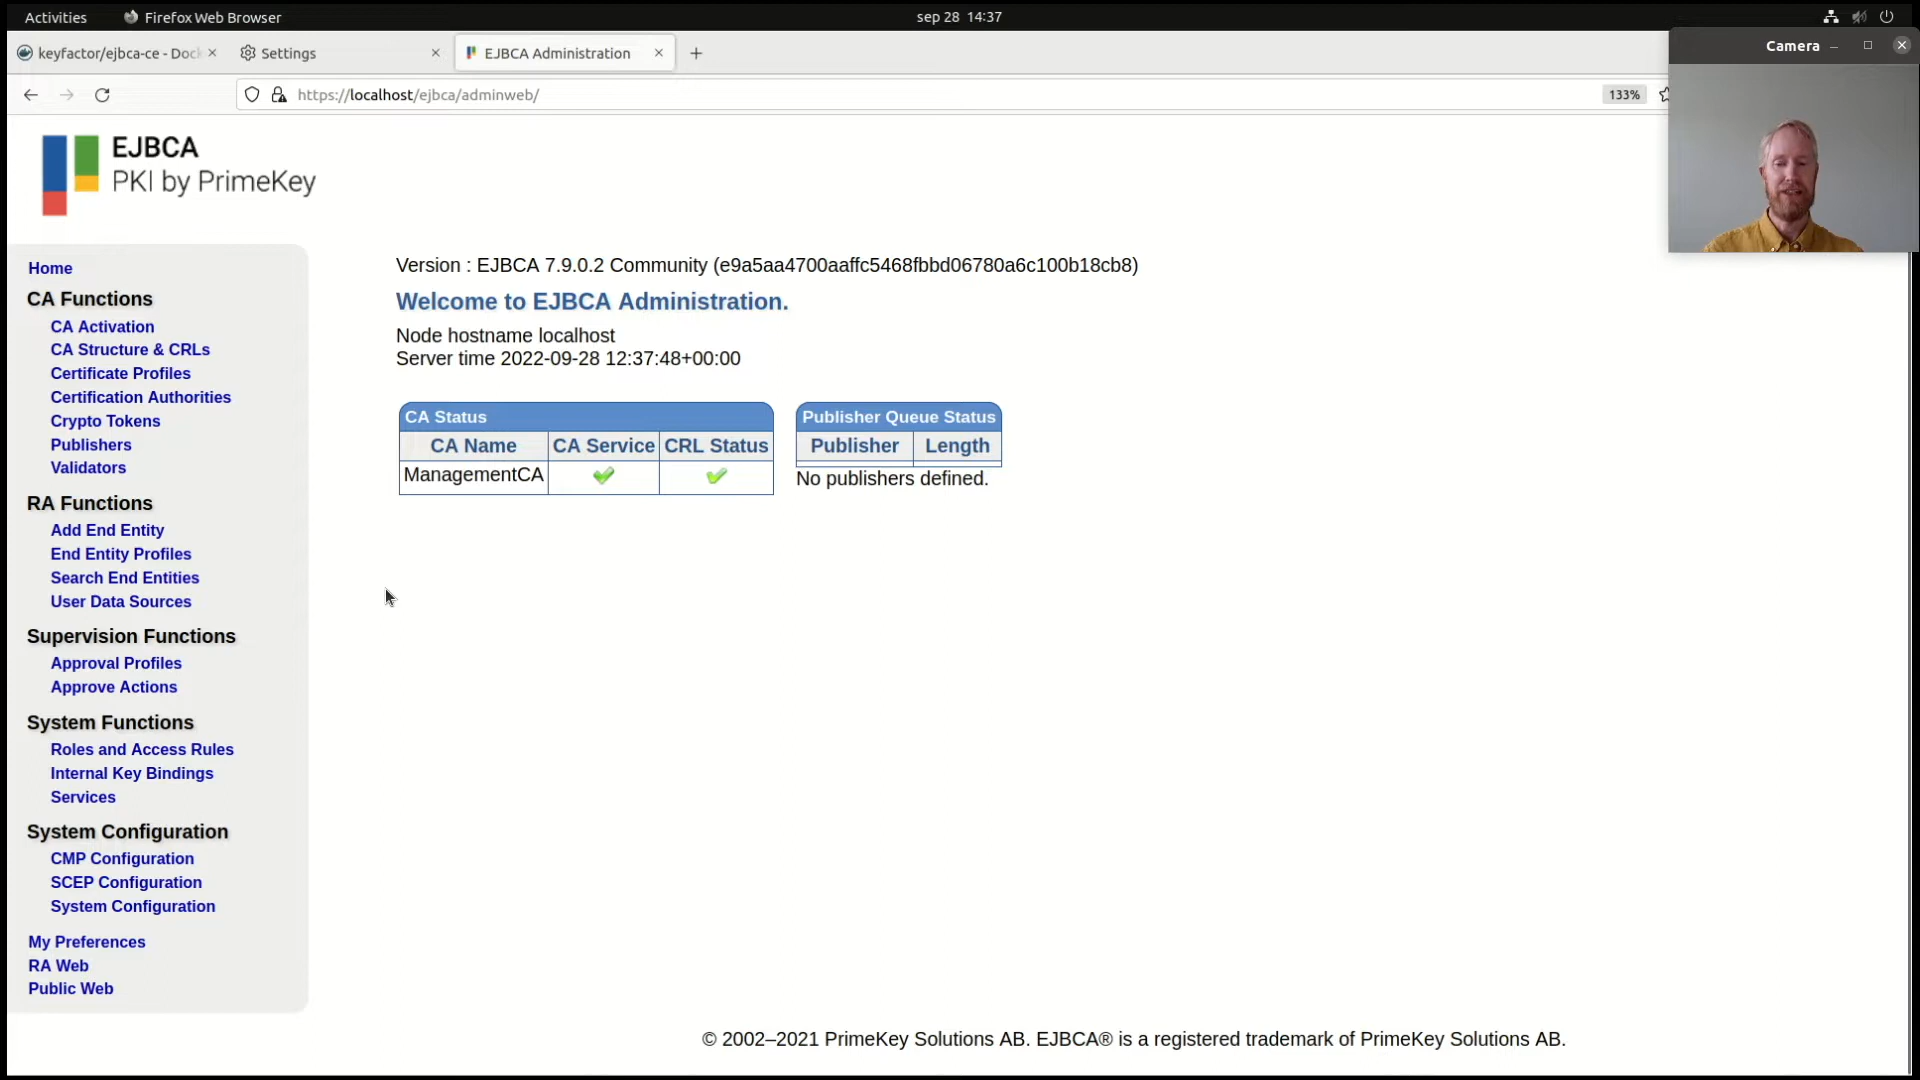 Activities
Firefox Web Browser
sep 28 14:37
keyfactor/ejbca-ce - Dock
Settings
EJBCA Administration
Camera
https://localhost/ejbca/adminweb/
133%
EJBCA
PKI by PrimeKey
Home
CA Functions
CA Activation
CA Structure & CRLs
Certificate Profiles
Certification Authorities
Crypto Tokens
Publishers
Validators
RA Functions
Add End Entity
End Entity Profiles
Search End Entities
User Data Sources
Supervision Functions
Approval Profiles
Approve Actions
System Functions
Roles and Access Rules
Internal Key Bindings
Services
System Configuration
CMP Configuration
SCEP Configuration
System Configuration
My Preferences
RA Web
Public Web
Version : EJBCA 7.9.0.2 Community (e9a5aa4700aaffc5468fbbd06780a6c100b18cb8)
Welcome to EJBCA Administration.
Node hostname localhost
Server time 2022-09-28 12:37:48+00:00
CA Status
CA Name CA Service CRL Status
ManagementCA
Publisher Queue Status
Publisher Length
No publishers defined.
© 2002–2021 PrimeKey Solutions AB. EJBCA® is a registered trademark of PrimeKey Solutions AB.